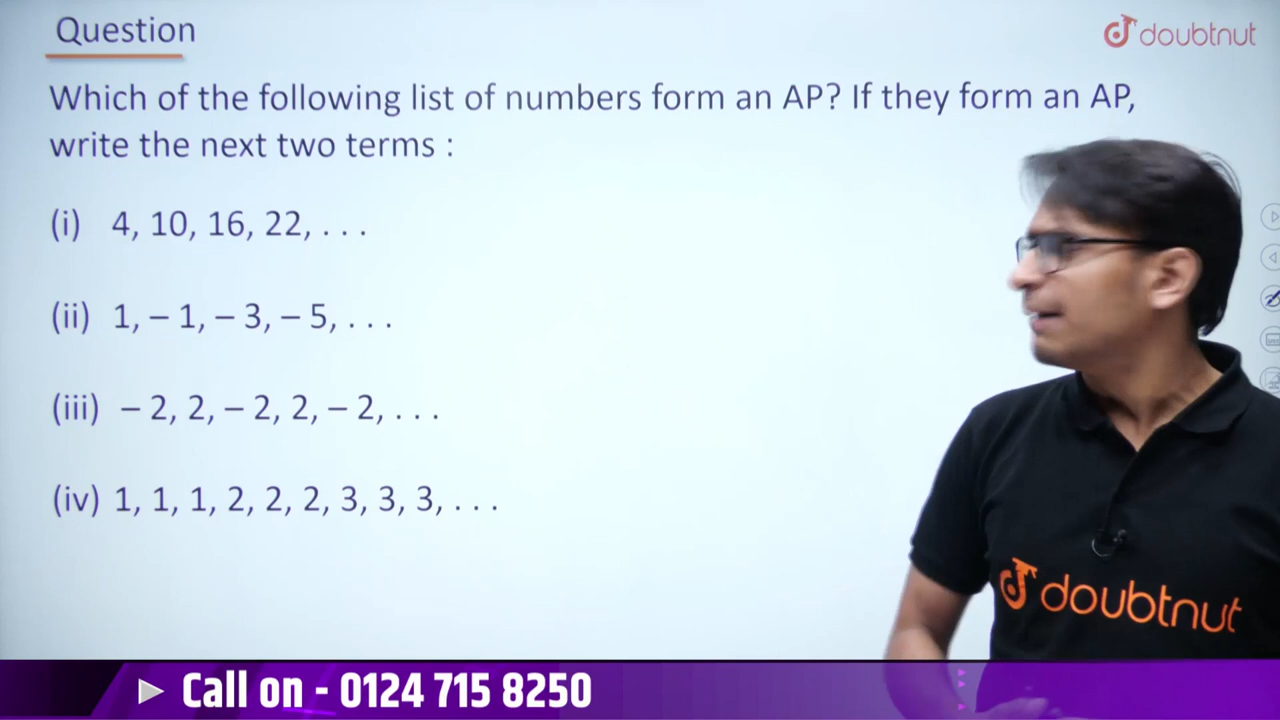 Question
doubtnut
Which of the following list of numbers form an AP? If they form an AP,
write the next two terms :
(i) 4, 10, 16, 22, . . .
(ii) 1, – 1, – 3, – 5, . . .
(iii) – 2, 2, – 2, 2, – 2, . . .
(iv) 1, 1, 1, 2, 2, 2, 3, 3, 3, . . .
doubtnut
Call on - 0124 715 8250